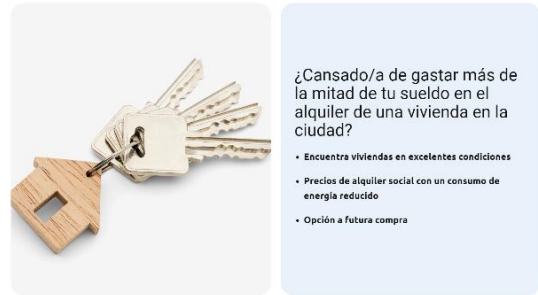 ¿Cansado/a de gastar más de
la mitad de tu sueldo en el
alquiler de una vivienda en la
ciudad?
• Encuentra viviendas en excelentes condiciones
• Precios de alquiler social con un consumo de
energía reducido
• Opción a futura compra